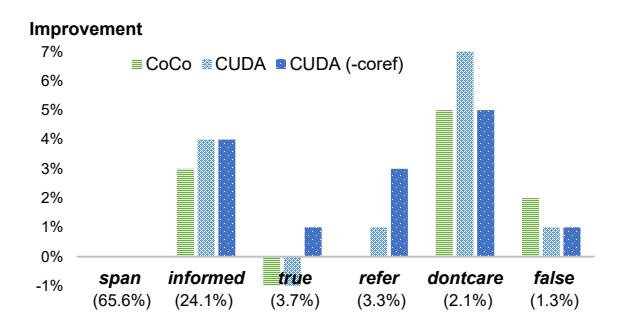 Improvement
7%
CoCo CUDA CUDA (-coref)
6%
5%
4%
3%
2%
1%
0%
-1%
span informed true refer dontcare false
(65.6%) (24.1%) (3.7%) (3.3%) (2.1%) (1.3%)